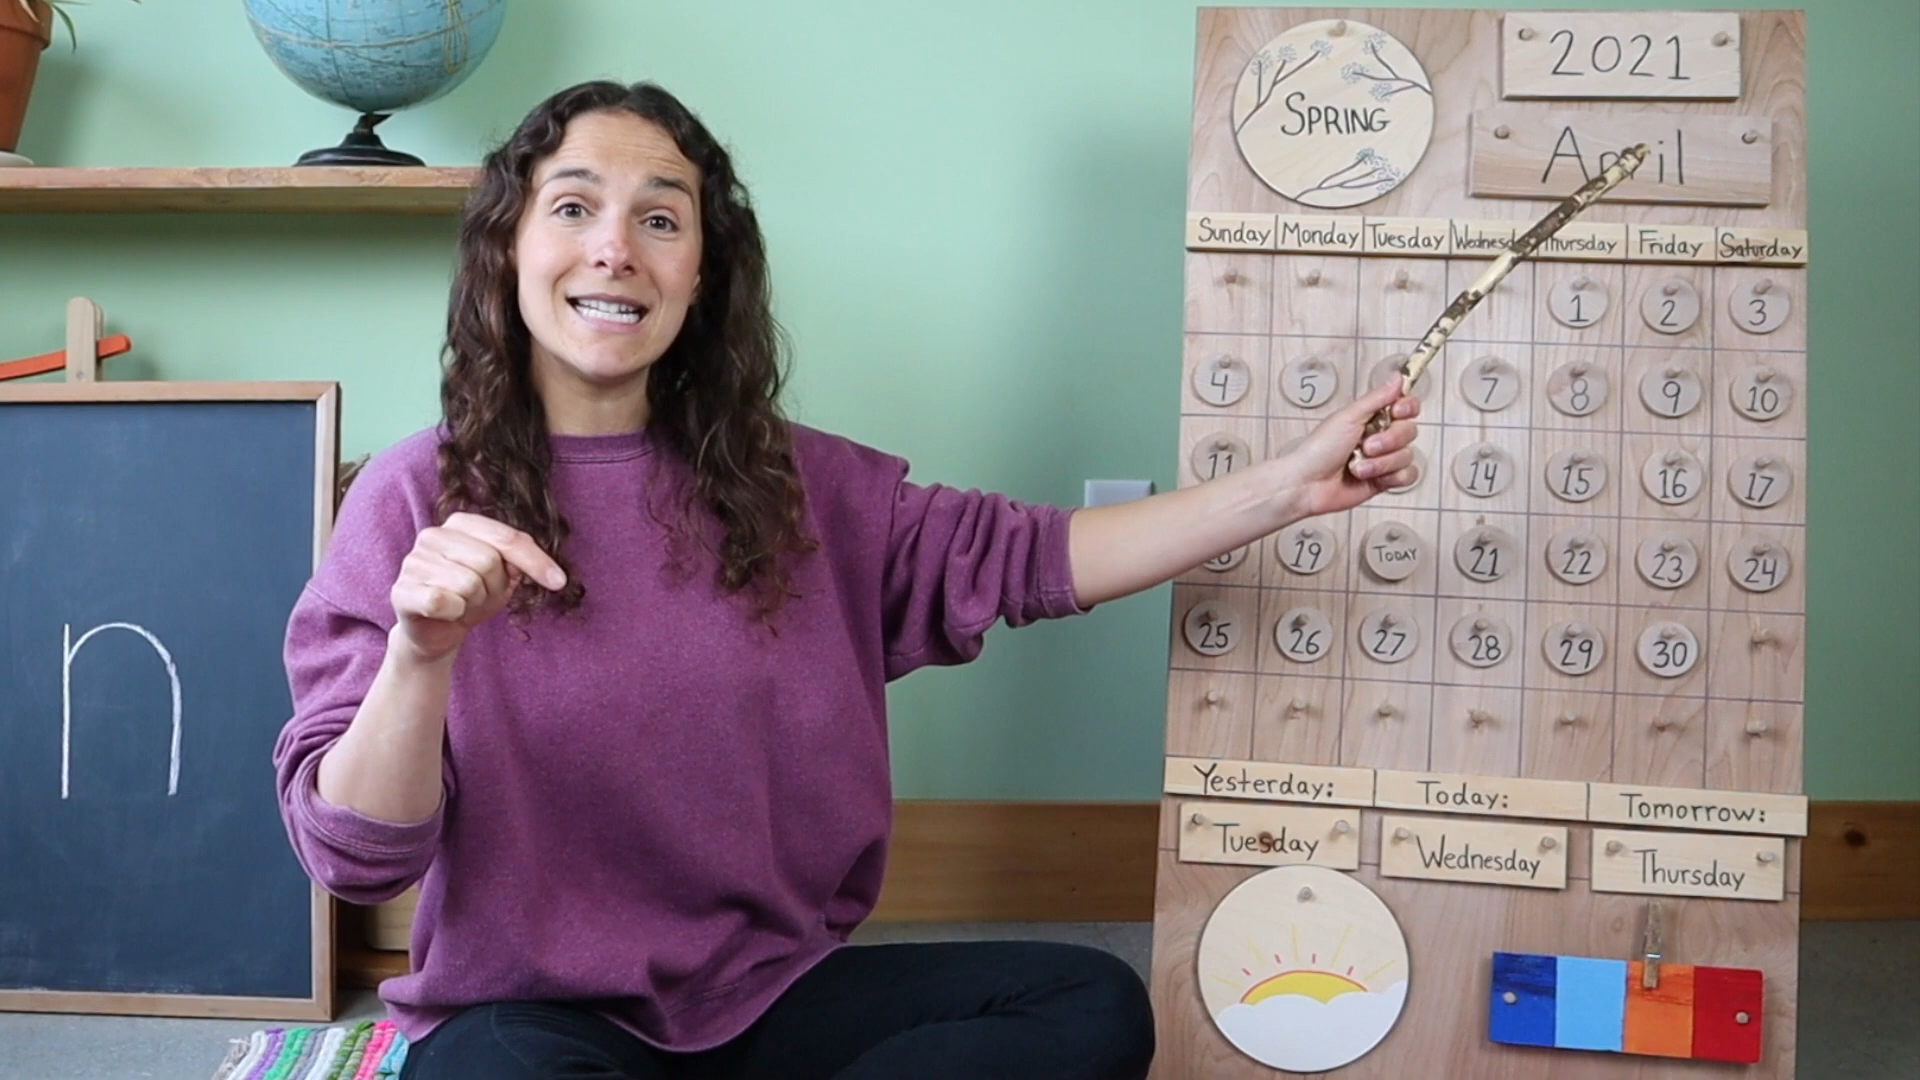 n
SPRING
2021
April
Sunday Monday Tuesday Wednesday Thursday Friday Saturday
1 2 3
4 5 7 8 9 10
11 14 15 16 17
19 TODAY 21 22 23 24
25 26 27 28 29 30
Yesterday: Today: Tomorrow:
Tuesday Wednesday Thursday